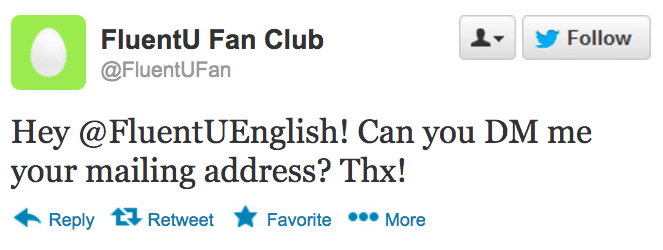 FluentU Fan Club
@FluentUFan
Follow
Hey @FluentUEnglish! Can you DM me
your mailing address? Thx!
Reply Retweet Favorite More